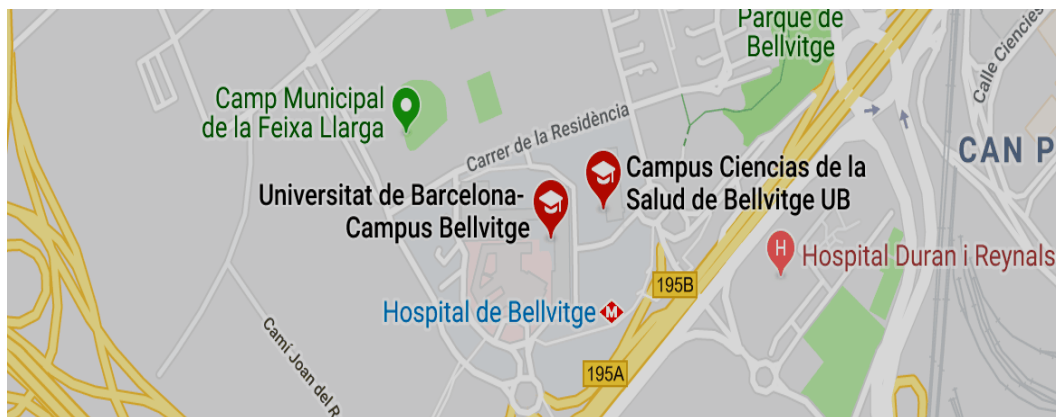 Parque de
Bellvitge
Calle Ciencies
Camp Municipal
de la Feixa Llarga
Carrer de la Residència
CAN P
Campus Ciencias de la
Salud de Bellvitge UB
Universitat de Barcelona-
Campus Bellvitge
H
Hospital Duran i Reynals
195B
Hospital de Bellvitge
M
Camí Joan del R
195A